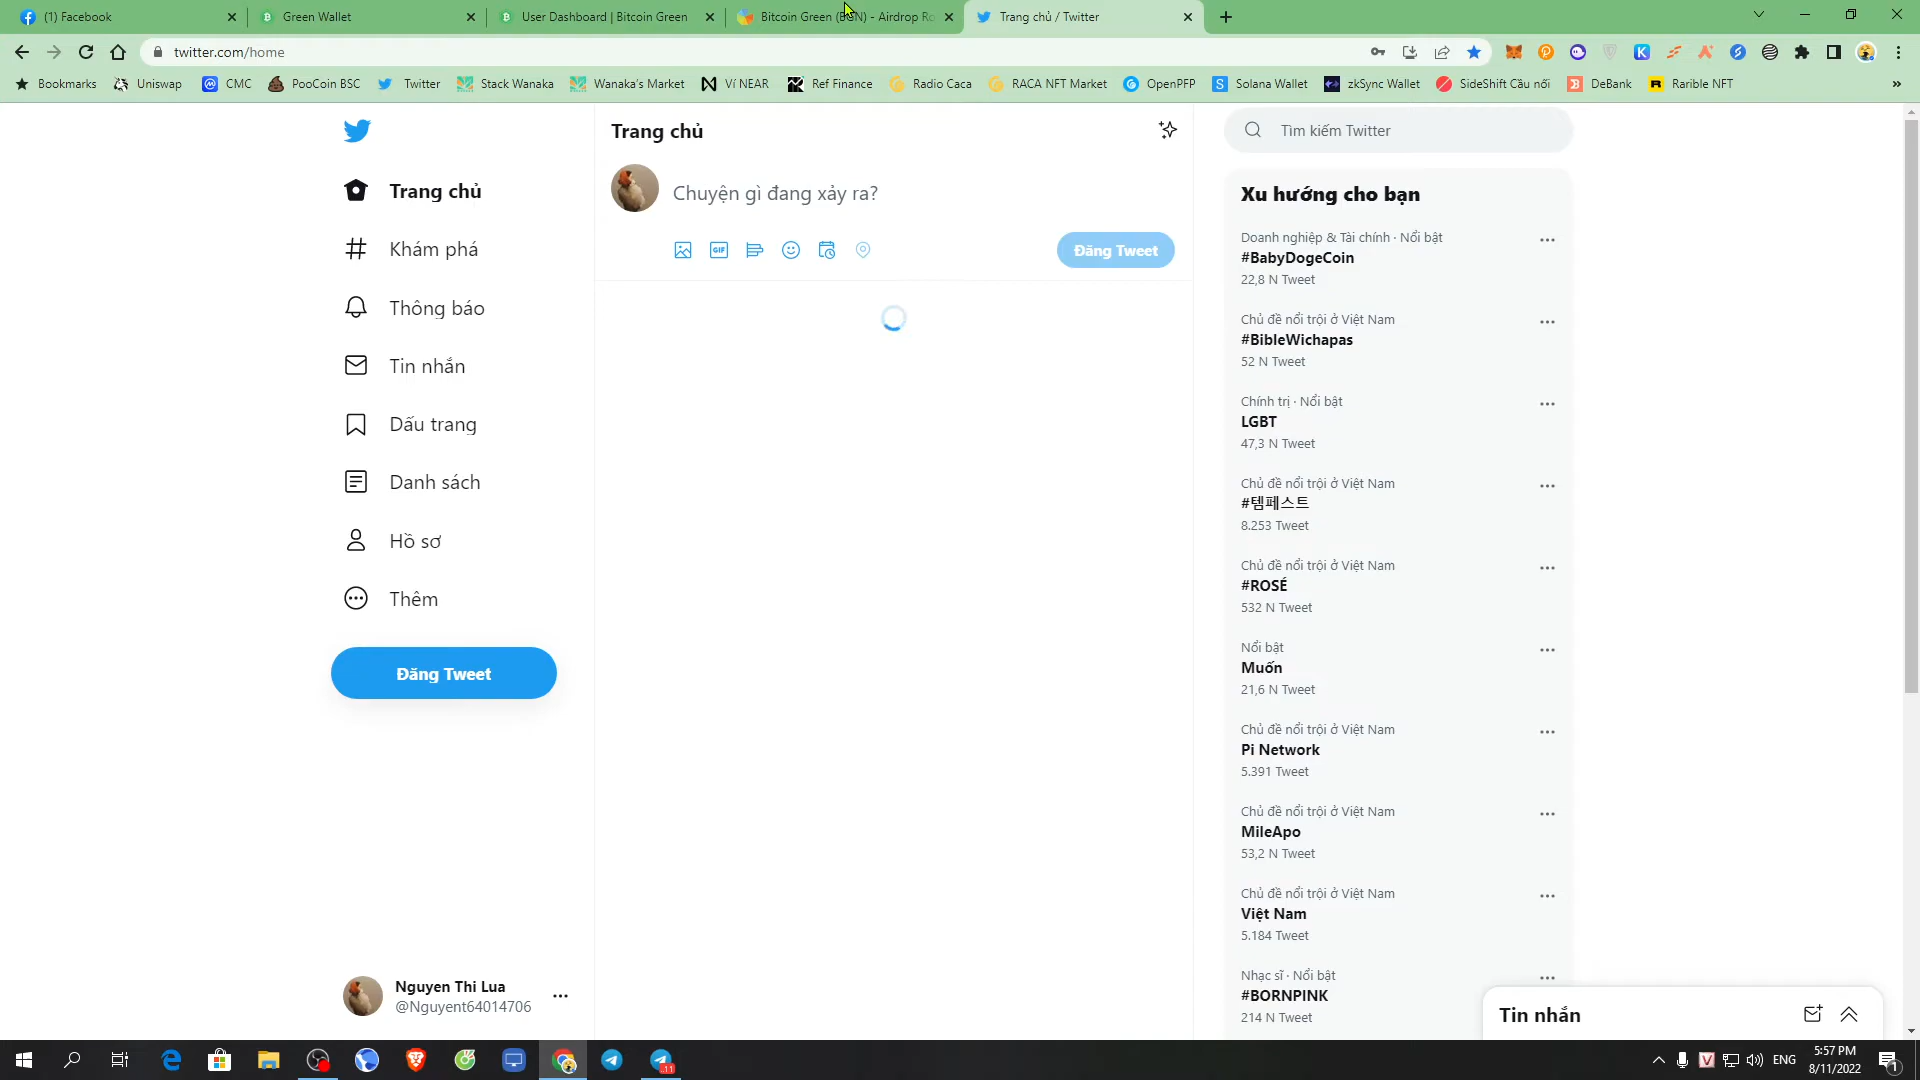 (1) Facebook
Green Wallet
User Dashboard | Bitcoin Green
Bitcoin Green (BGN) - Airdrop Ro
Trang chủ / Twitter
twitter.com/home
Bookmarks
Uniswap
CMC
PooCoin BSC
Twitter
Stack Wanaka
Wanaka's Market
Ví NEAR
Ref Finance
Radio Caca
RACA NFT Market
OpenPFP
Solana Wallet
zkSync Wallet
SideShift Cầu nối
DeBank
Rarible NFT
Trang chủ
Khám phá
Thông báo
Tin nhắn
Dấu trang
Danh sách
Hồ sơ
Thêm
Đăng Tweet
Nguyen Thi Lua
@Nguyent64014706
Trang chủ
Chuyện gì đang xảy ra?
GIF
Đăng Tweet
Tìm kiếm Twitter
Xu hướng cho bạn
Doanh nghiệp & Tài chính · Nổi bật
#BabyDogeCoin
22,8 N Tweet
Chủ đề nổi trội ở Việt Nam
#BibleWichapas
52 N Tweet
Chính trị · Nổi bật
LGBT
47,3 N Tweet
Chủ đề nổi trội ở Việt Nam
#템페스트
8.253 Tweet
Chủ đề nổi trội ở Việt Nam
#ROSÉ
532 N Tweet
Nổi bật
Muốn
21,6 N Tweet
Chủ đề nổi trội ở Việt Nam
Pi Network
5.391 Tweet
Chủ đề nổi trội ở Việt Nam
MileApo
53,2 N Tweet
Chủ đề nổi trội ở Việt Nam
Việt Nam
5.184 Tweet
Nhạc sĩ · Nổi bật
#BORNPINK
214 N Tweet
Tin nhắn
11
ENG
5:57 PM
8/11/2022
1